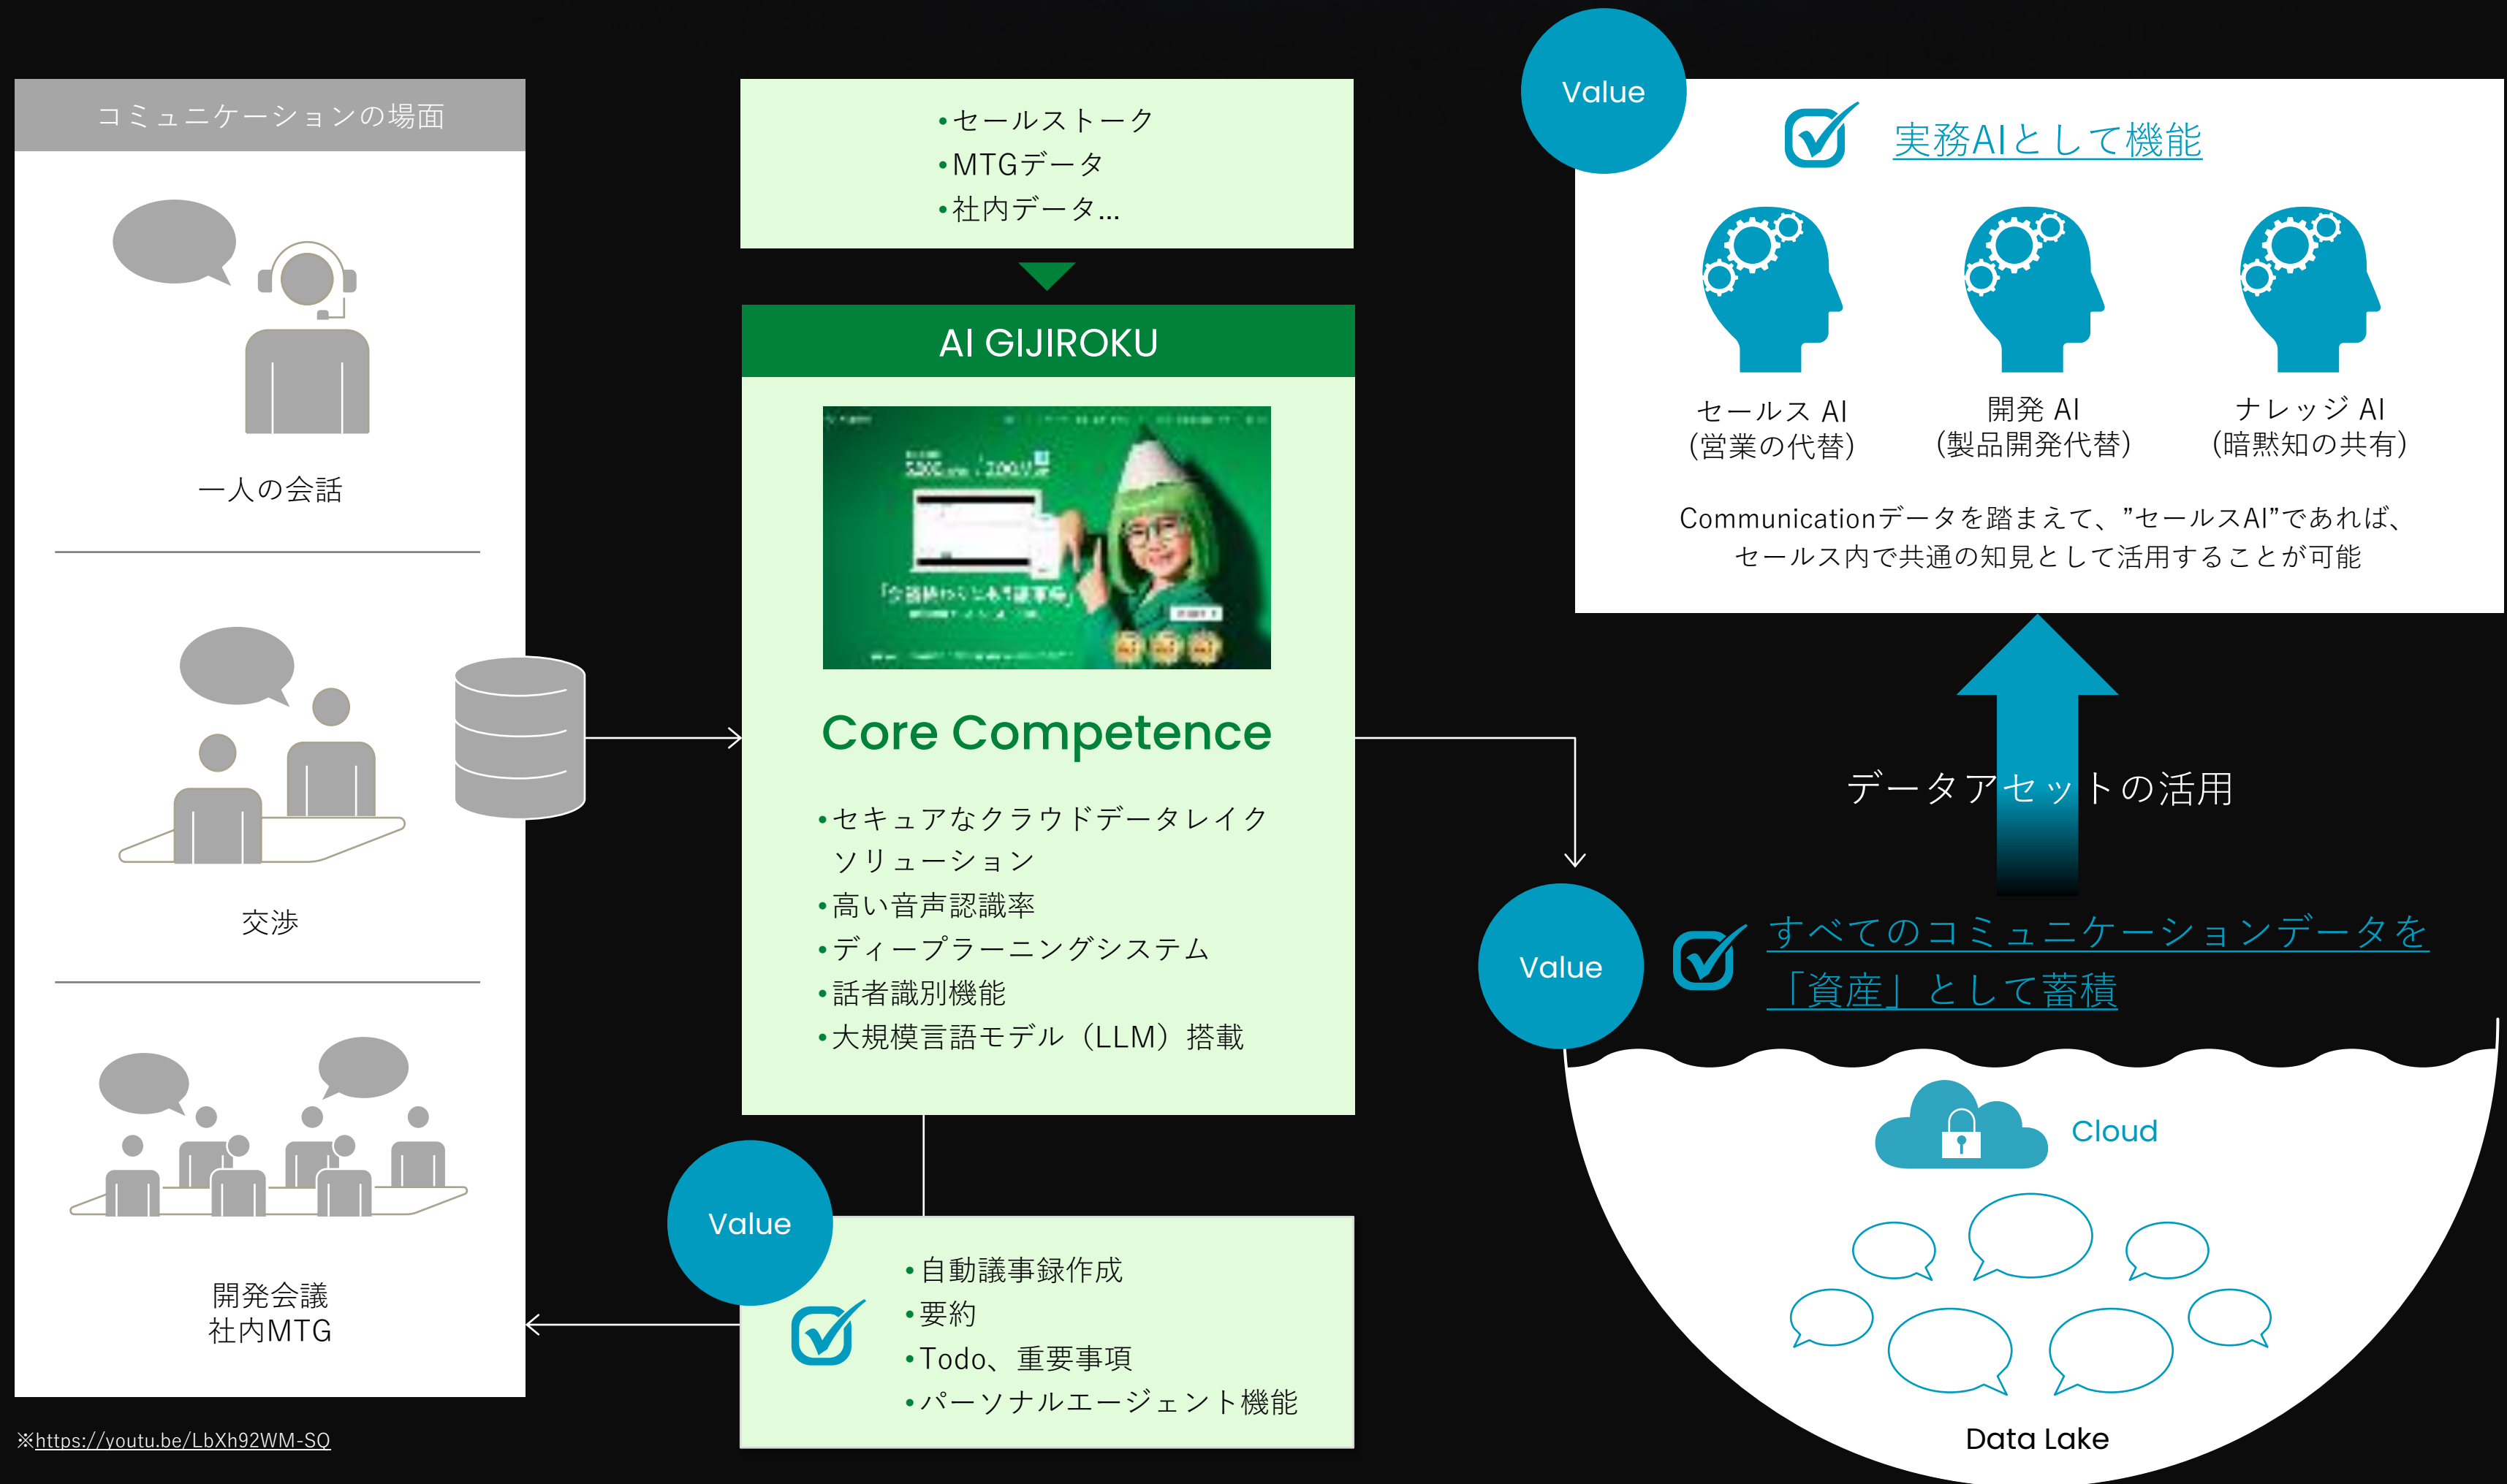 コミュニケーションの場面
一人の会話
交渉
開発会議
社内MTG
※https://youtu.be/LbXh92WM-SQ
•セールストーク
•MTGデータ
•社内データ...
AI GIJIROKU
Core Competence
•セキュアなクラウドデータレイク
ソリューション
•高い音声認識率
•ディープラーニングシステム
•話者識別機能
•大規模言語モデル（LLM）搭載
Value
•自動議事録作成
•要約
•Todo、重要事項
•パーソナルエージェント機能
Value
実務AIとして機能
セールス AI
(営業の代替)
開発 AI
(製品開発代替)
ナレッジ AI
(暗黙知の共有)
Communicationデータを踏まえて、”セールスAI”であれば、
セールス内で共通の知見として活用することが可能
データアセットの活用
Value
すべてのコミュニケーションデータを
「資産」として蓄積
Cloud
Data Lake